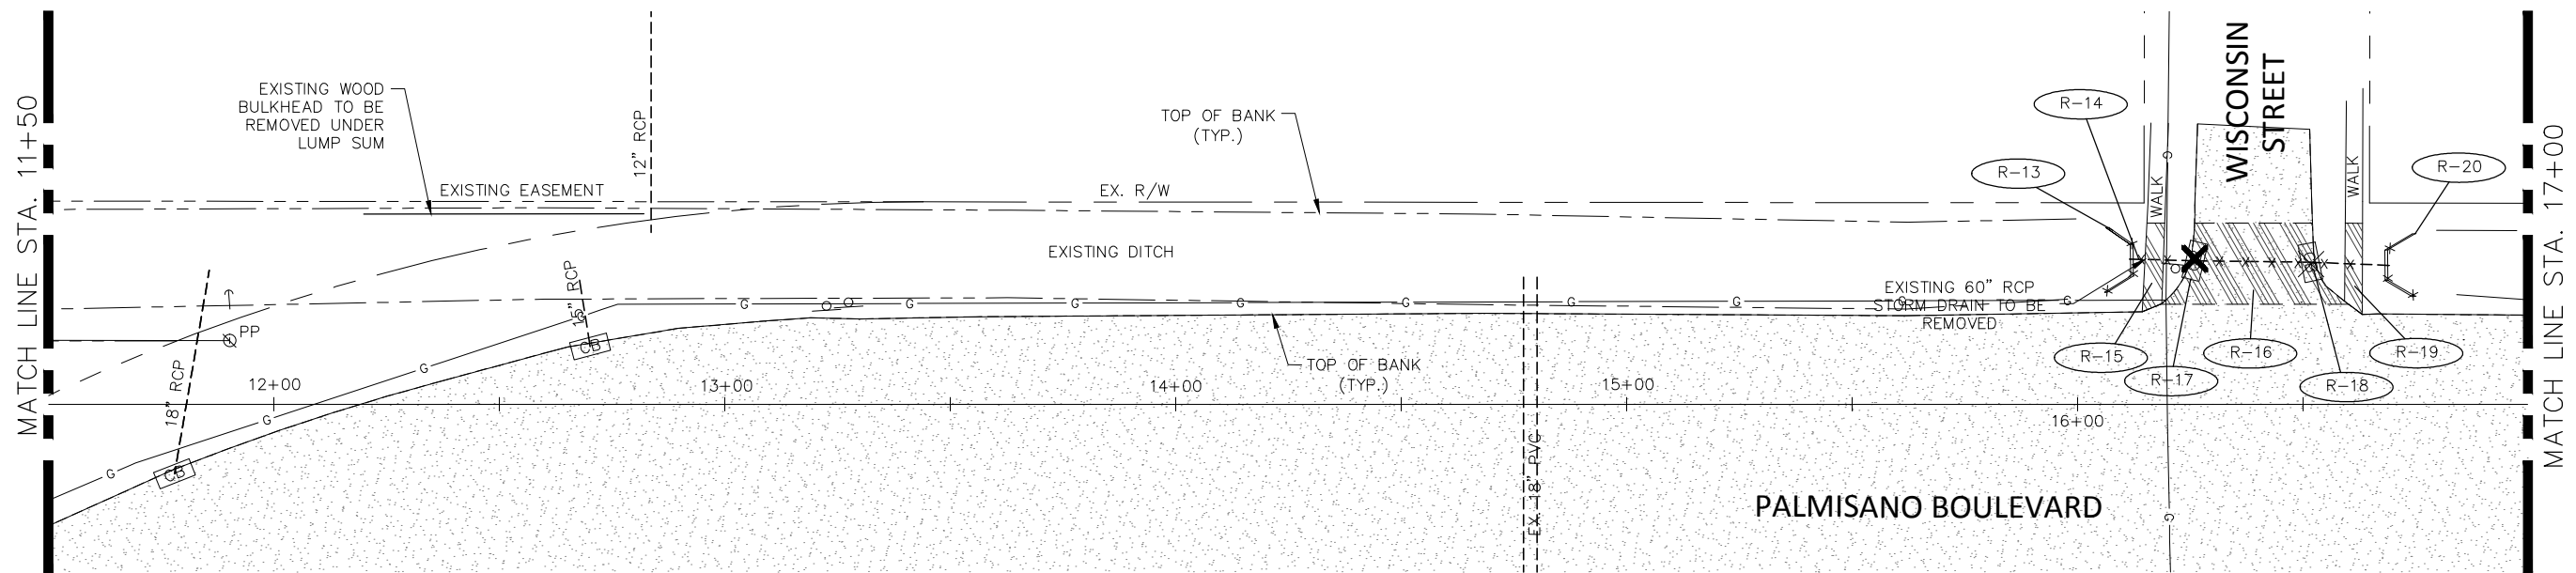 MATCH LINE STA. 11+50
EXISTING WOOD
BULKHEAD TO BE
REMOVED UNDER
LUMP SUM
EXISTING EASEMENT
12" RCP
TOP OF BANK
(TYP.)
EX. R/W
EXISTING DITCH
15" RCP
CB
PP
18" RCP
CB
G
G
G
G
G
G
G
G
G
G
G
G
EXISTING 60" RCP
STORM DRAIN TO BE
REMOVED
TOP OF BANK
(TYP.)
12+00
13+00
14+00
15+00
16+00
EX 18" PVC
PALMISANO BOULEVARD
WISCONSIN
STREET
WALK
WALK
G
G
R-13
R-14
R-15
R-17
R-16
R-18
R-19
R-20
MATCH LINE STA. 17+00